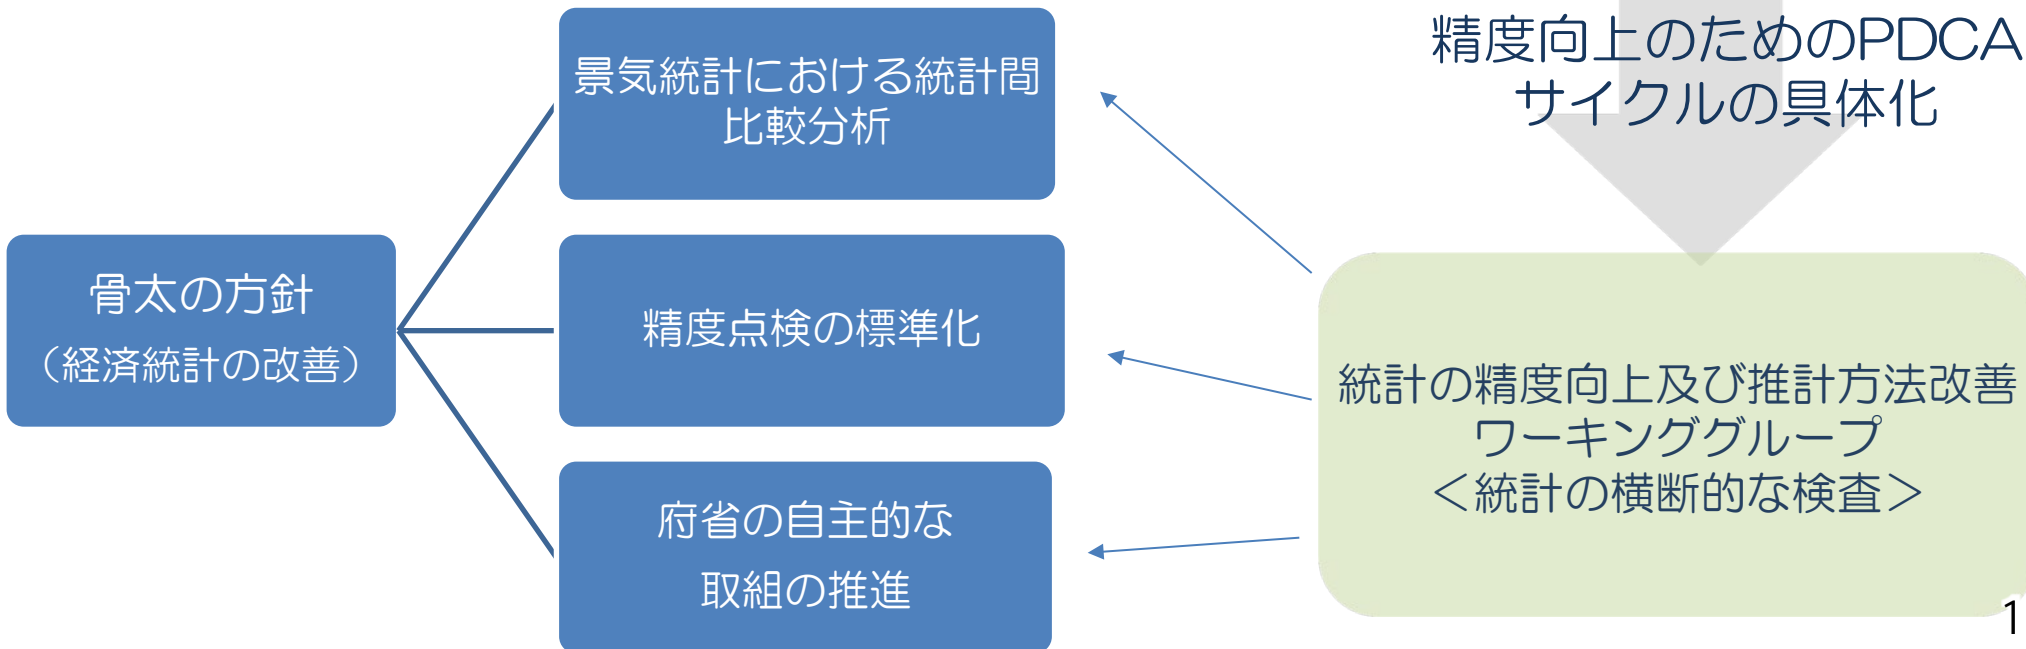 精度向上のためのPDCA
サイクルの具体化
景気統計における統計間
比較分析
骨太の方針
（経済統計の改善）
精度点検の標準化
府省の自主的な
取組の推進
統計の精度向上及び推計方法改善
ワーキンググループ
＜統計の横断的な検査＞
1